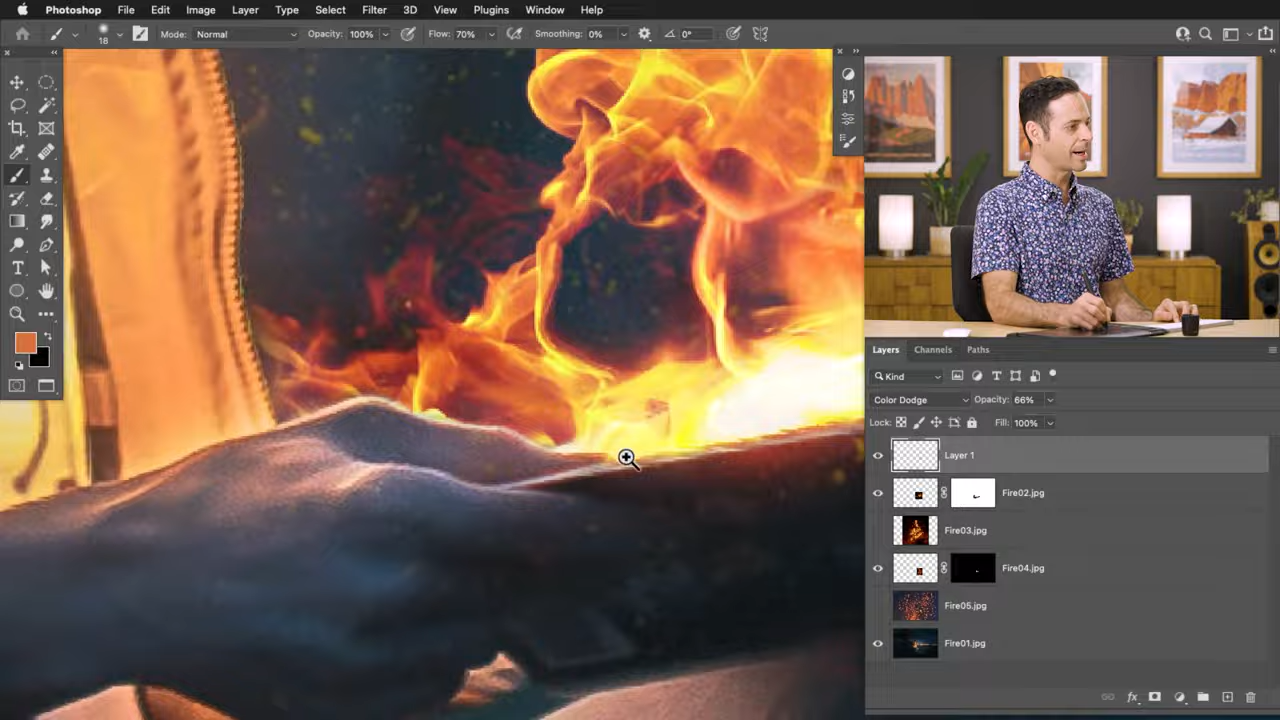 Photoshop File Edit Image Layer Type Select Filter 3D View Plugins Window Help
18 Mode: Normal Opacity: 100% Flow: 70% Smoothing: 0% 0°
Layers Channels Paths
Kind
Color Dodge Opacity: 66%
Lock: Fill: 100%
Layer 1
Fire02.jpg
Fire03.jpg
Fire04.jpg
Fire05.jpg
Fire01.jpg
fx